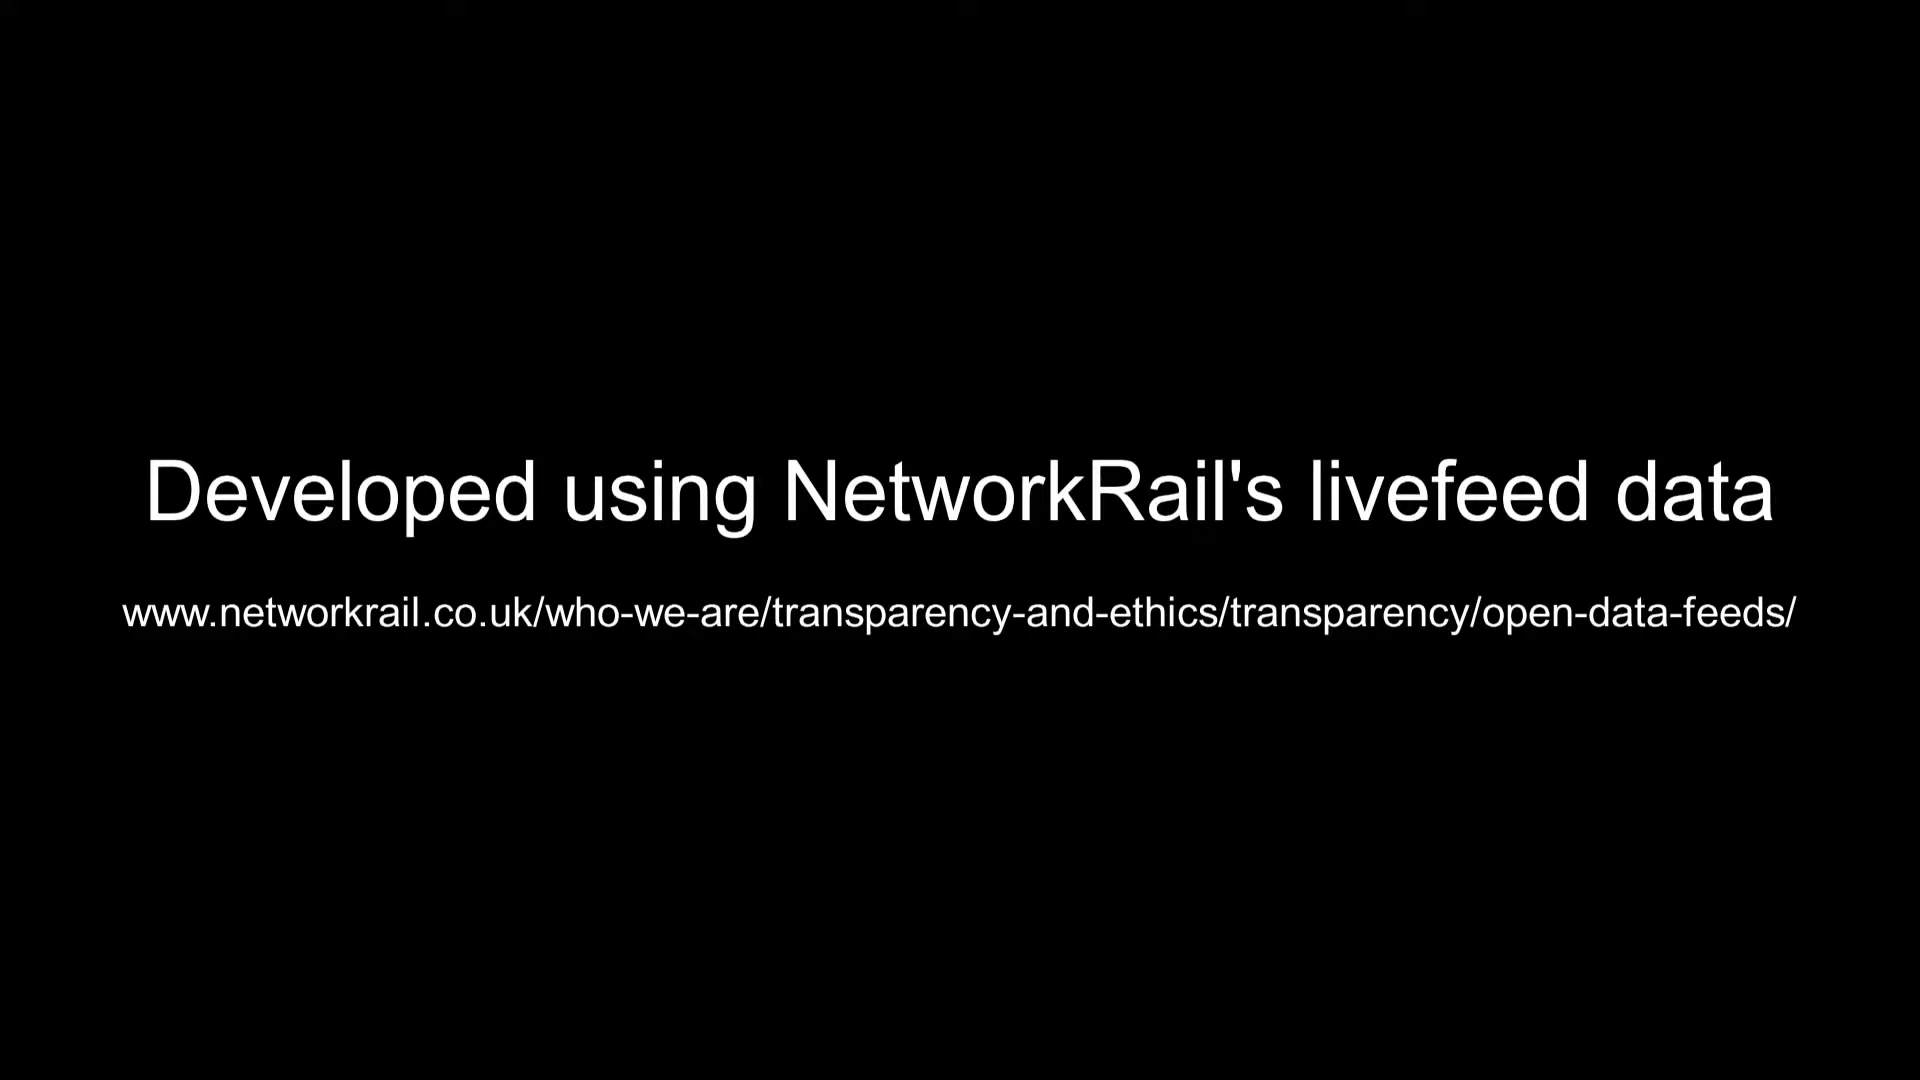 Developed using NetworkRail's livefeed data
www.networkrail.co.uk/who-we-are/transparency-and-ethics/transparency/open-data-feeds/